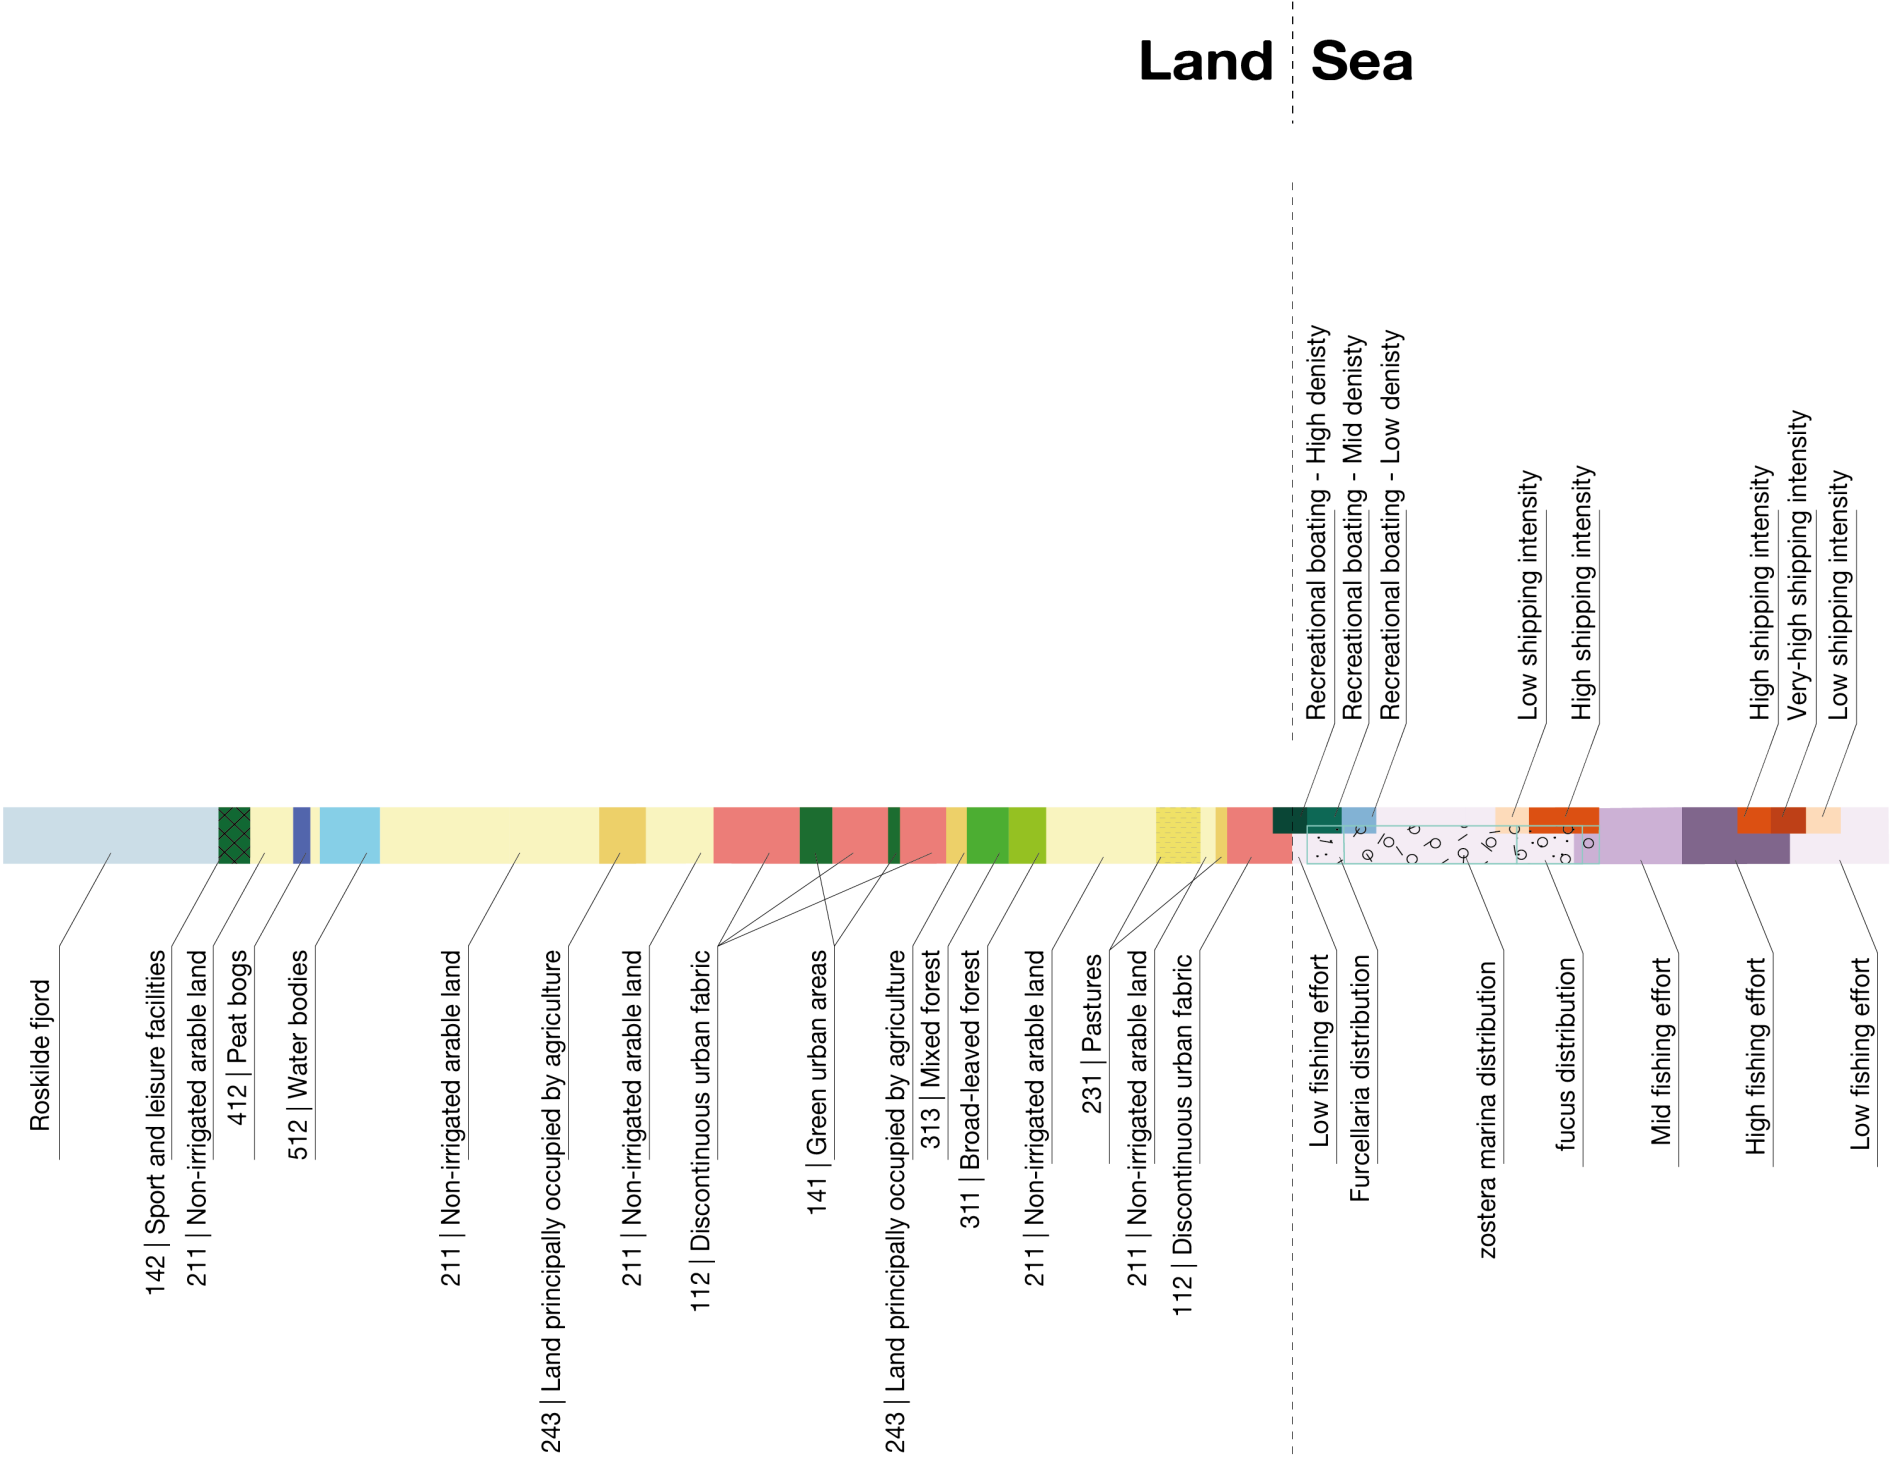 Land
Sea
Recreational boating - High denisty
Recreational boating - Mid denisty
Recreational boating - Low denisty
Low shipping intensity
High shipping intensity
High shipping intensity
Very-high shipping intensity
Low shipping intensity
Roskilde fjord
142 | Sport and leisure facilities
211 | Non-irrigated arable land
412 | Peat bogs
512 | Water bodies
211 | Non-irrigated arable land
243 | Land principally occupied by agriculture
211 | Non-irrigated arable land
112 | Discontinuous urban fabric
141 | Green urban areas
243 | Land principally occupied by agriculture
313 | Mixed forest
311 | Broad-leaved forest
211 | Non-irrigated arable land
231 | Pastures
211 | Non-irrigated arable land
112 | Discontinuous urban fabric
Low fishing effort
Furcellaria distribution
zostera marina distribution
fucus distribution
Mid fishing effort
High fishing effort
Low fishing effort